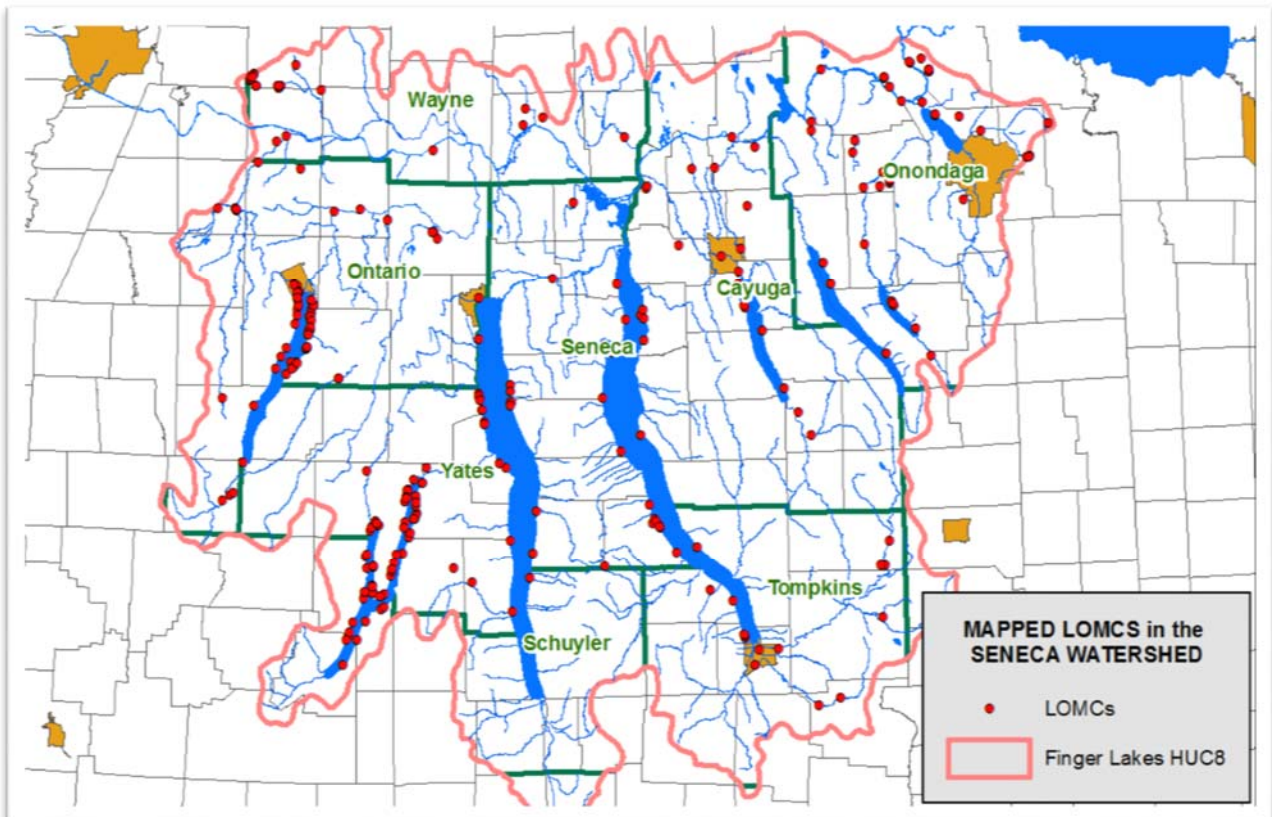 Wayne
Onondaga
Ontario
Cayuga
Seneca
Yates
Tompkins
Schuyler
MAPPED LOMCS in the
SENECA WATERSHED
LOMCs
Finger Lakes HUC8